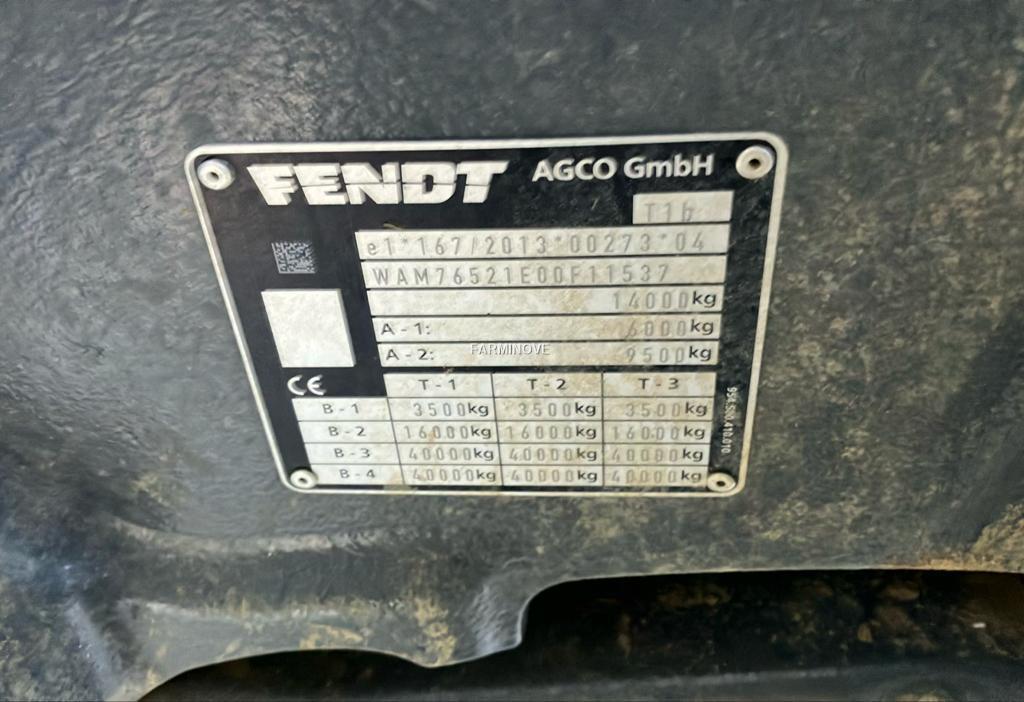 FENDT AGCO GmbH
T1b
e1*167/2013*00273*04
WAM76521E00F11537
14000kg
A-1: 6000kg
A-2: 9500kg
FARMINOVE
T-1 T-2 T-3
B-1 3500kg 3500kg 3500kg
B-2 16000kg 16000kg 16000kg
B-3 40000kg 40000kg 40000kg
B-4 40000kg 40000kg 40000kg
CE